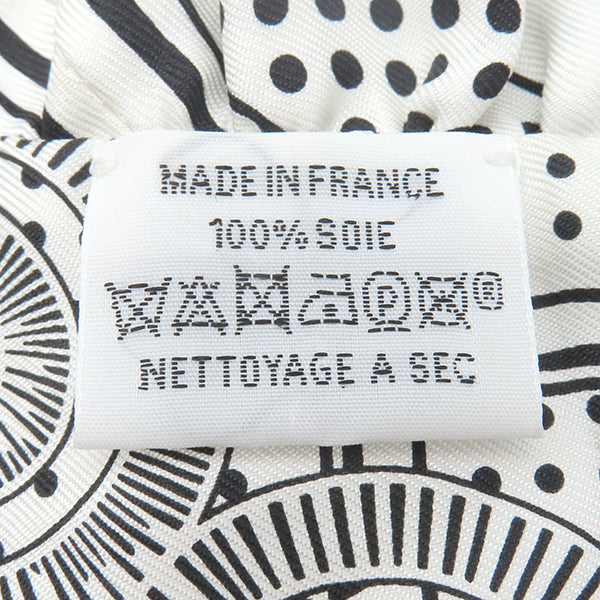 MADE IN FRANCE
100% SOIE
P ®
NETTOYAGE A SEC